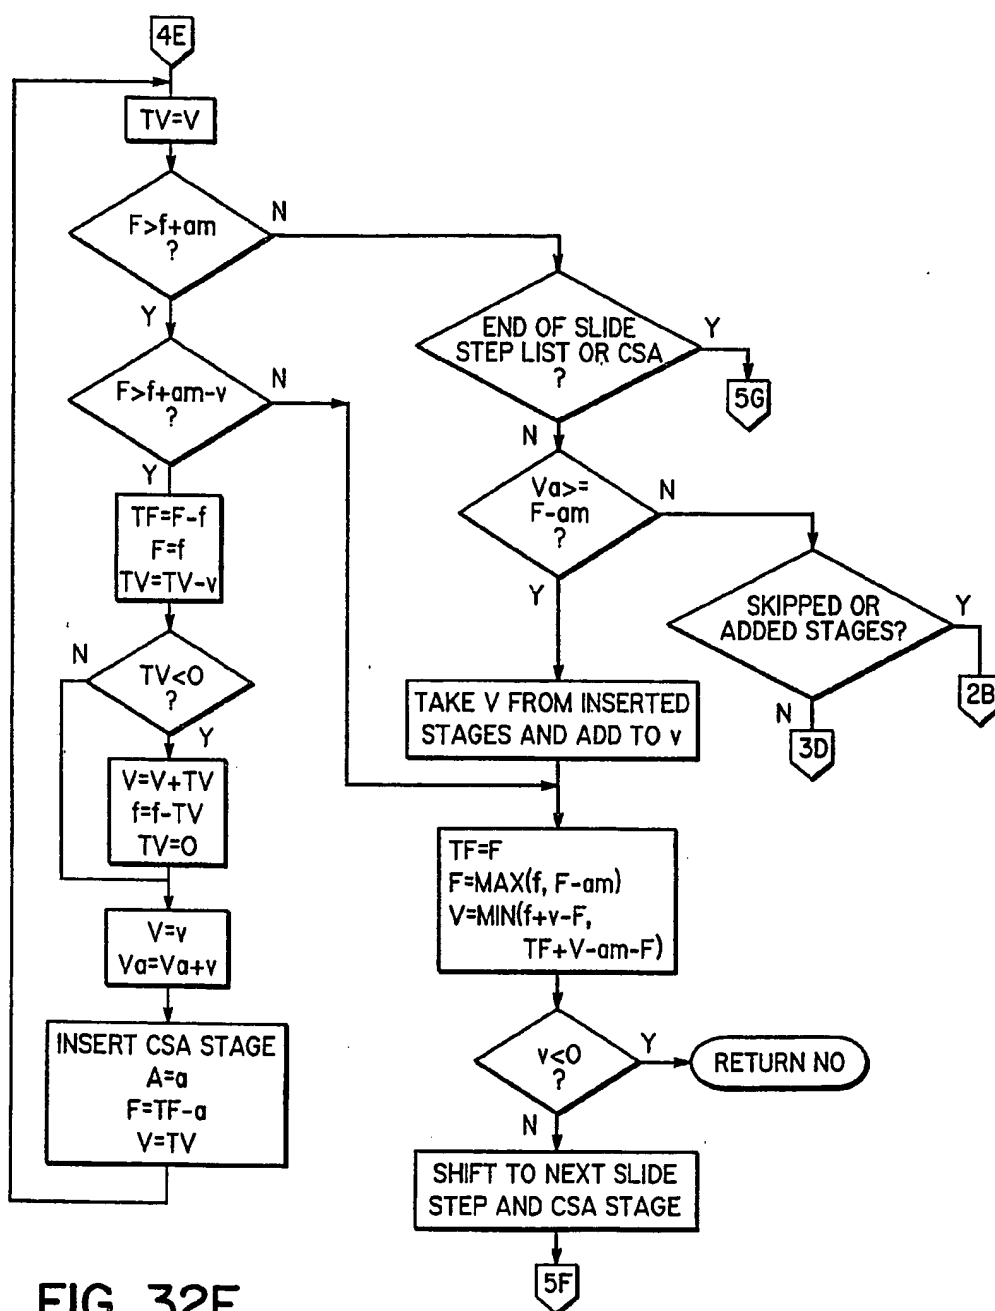 4E
TV=V
F>f+am
?
N
Y
F>f+am-v
?
N
Y
TF=F-f
F=f
TV=TV-v
N
TV<0
?
Y
V=V+TV
f=f-TV
TV=0
V=v
Va=Va+v
INSERT CSA STAGE
A=a
F=TF-a
V=TV
END OF SLIDE
STEP LIST OR CSA
?
Y
5G
N
Va>=
F-am
?
N
Y
SKIPPED OR
ADDED STAGES?
Y
2B
N
3D
TAKE V FROM INSERTED
STAGES AND ADD TO v
TF=F
F=MAX(f, F-am)
V=MIN(f+v-F,
TF+V-am-F)
v<0
?
Y
RETURN NO
N
SHIFT TO NEXT SLIDE
STEP AND CSA STAGE
5F